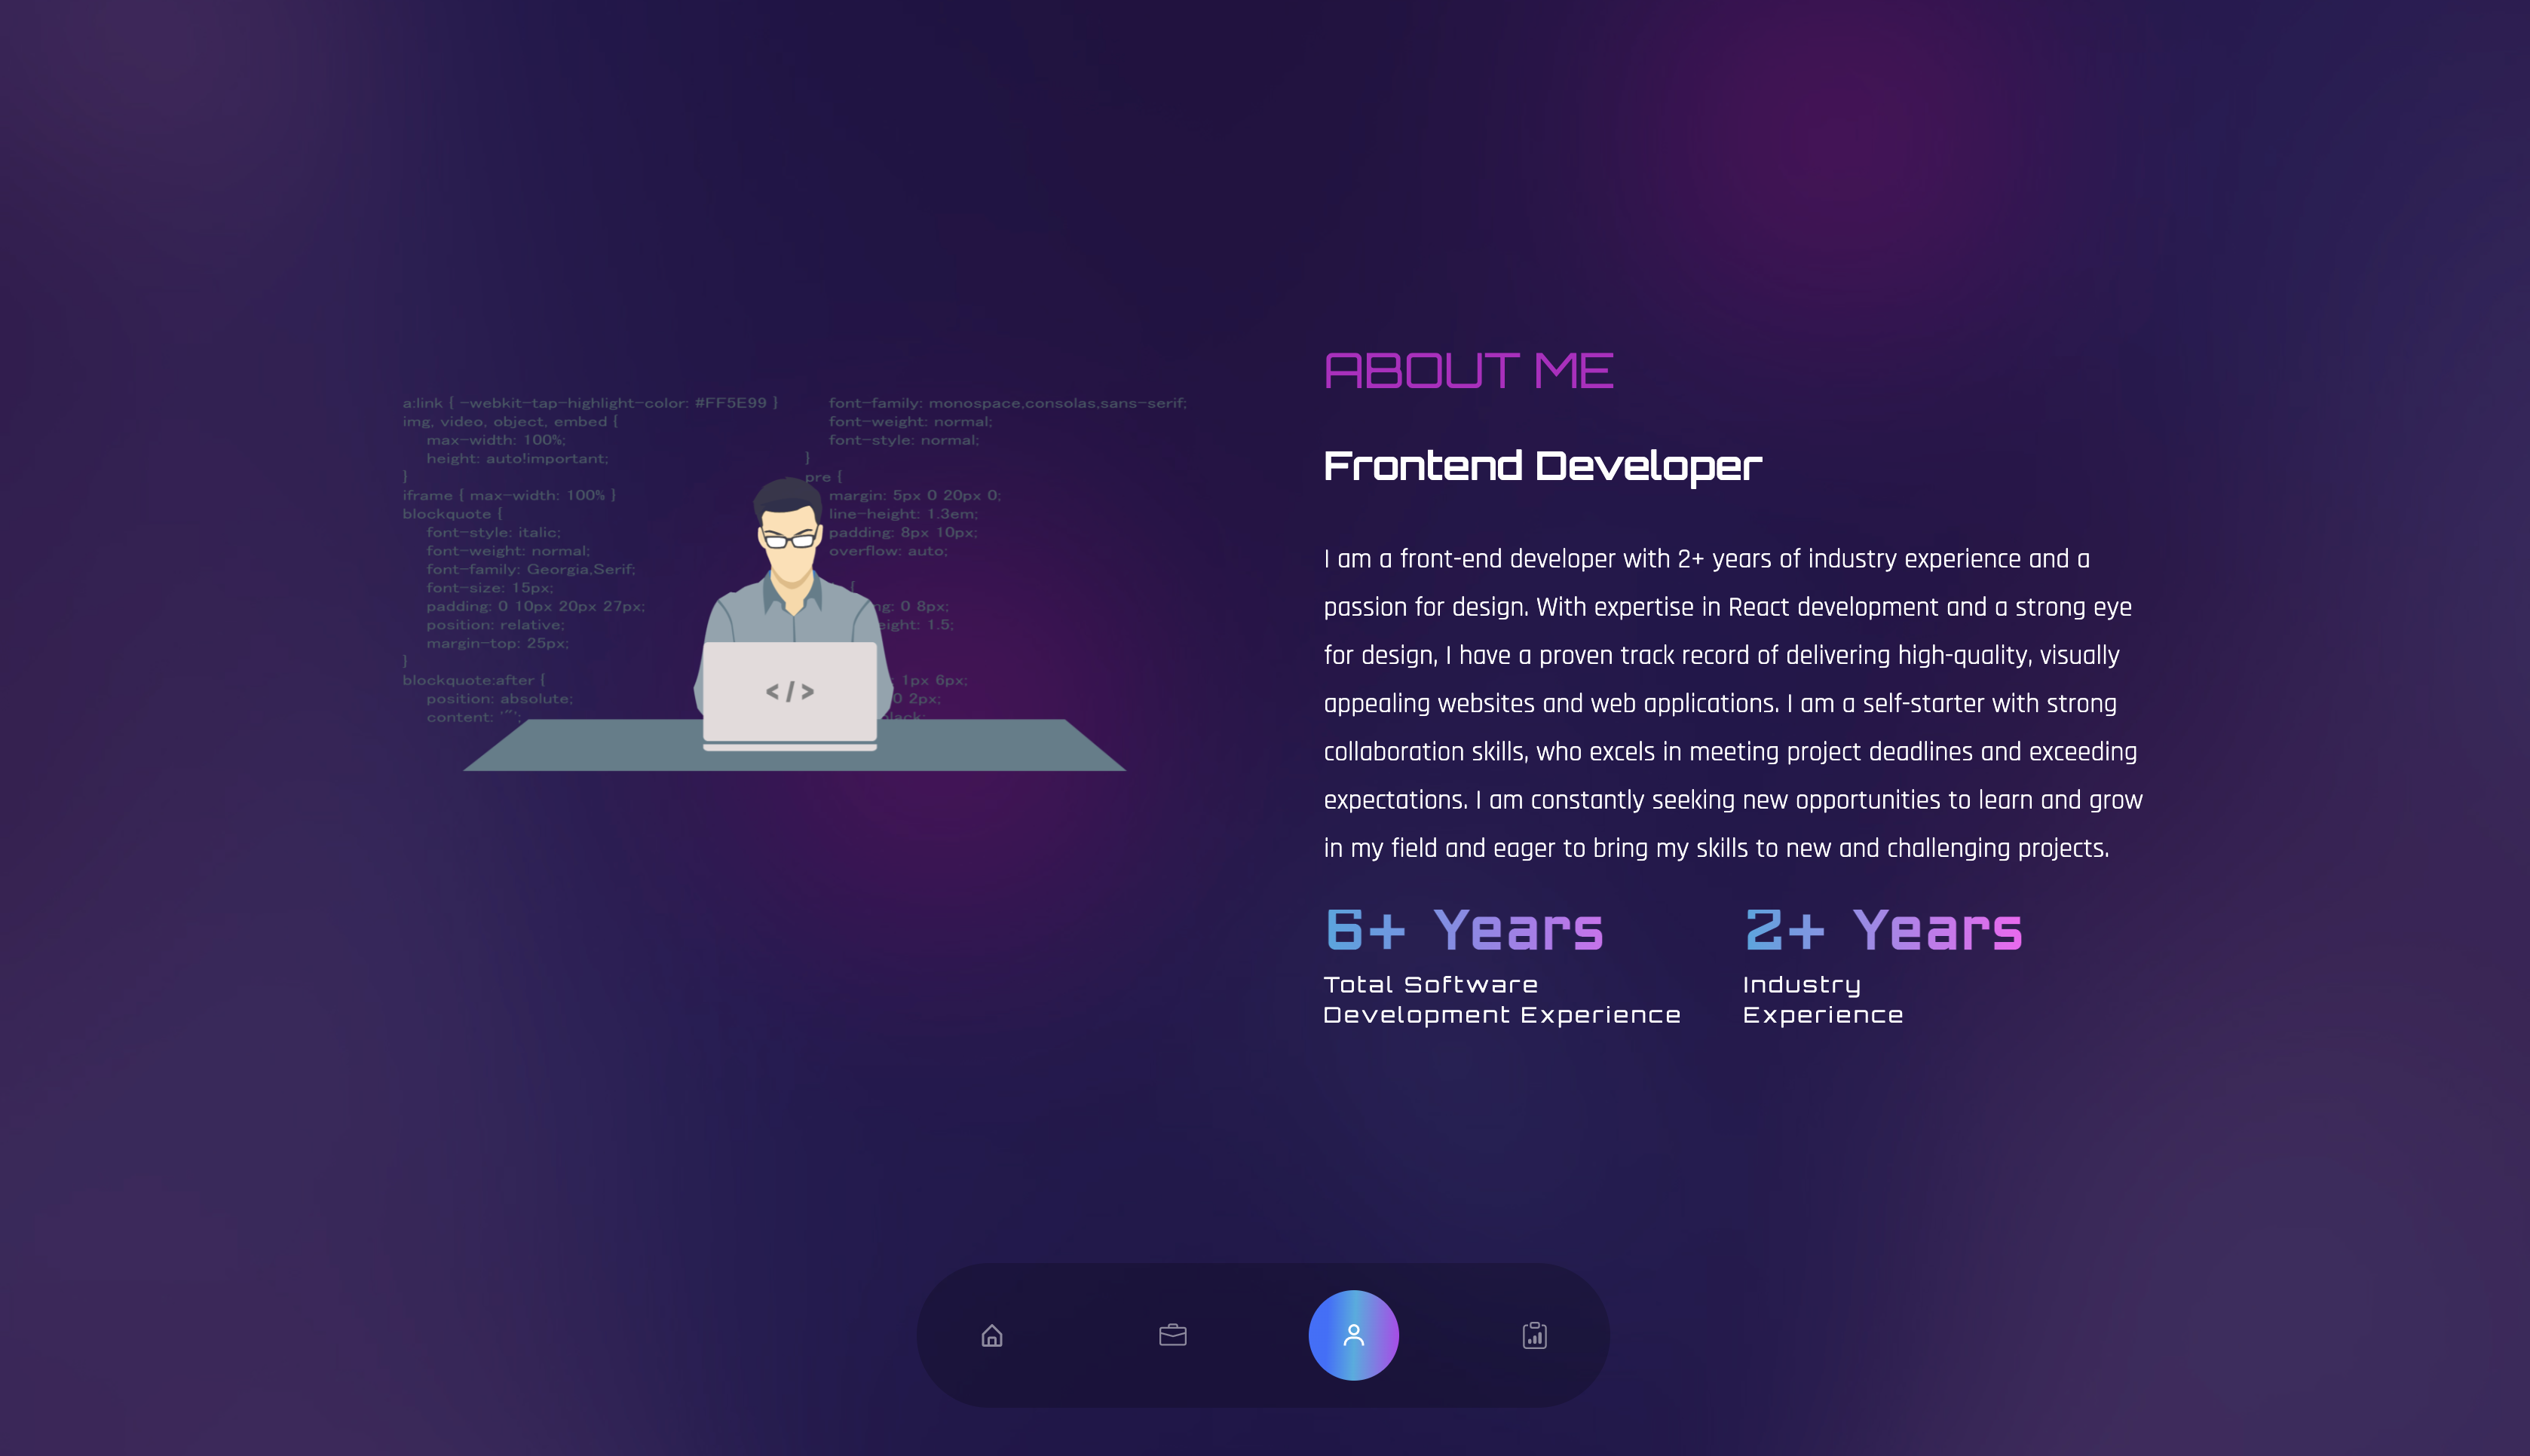 a:link { -webkit-tap-highlight-color: #FF5E99 }
img, video, object, embed {
max-width: 100%;
height: auto!important;
}
iframe { max-width: 100% }
blockquote {
font-style: italic;
font-weight: normal;
font-family: Georgia,Serif;
font-size: 15px;
padding: 0 10px 20px 27px;
position: relative;
margin-top: 25px;
}
blockquote:after {
position: absolute;
content: '"';
font-family: monospace,consolas,sans-serif;
font-weight: normal;
font-style: normal;
}
pre {
margin: 5px 0 20px 0;
line-height: 1.3em;
padding: 8px 10px;
overflow: auto;
{
0 8px;
1.5;
1px 6px;
0 2px;
</>
ABOUT ME
Frontend Developer
I am a front-end developer with 2+ years of industry experience and a
passion for design. With expertise in React development and a strong eye
for design, I have a proven track record of delivering high-quality, visually
appealing websites and web applications. I am a self-starter with strong
collaboration skills, who excels in meeting project deadlines and exceeding
expectations. I am constantly seeking new opportunities to learn and grow
in my field and eager to bring my skills to new and challenging projects.
6+ Years
Total Software
Development Experience
2+ Years
Industry
Experience